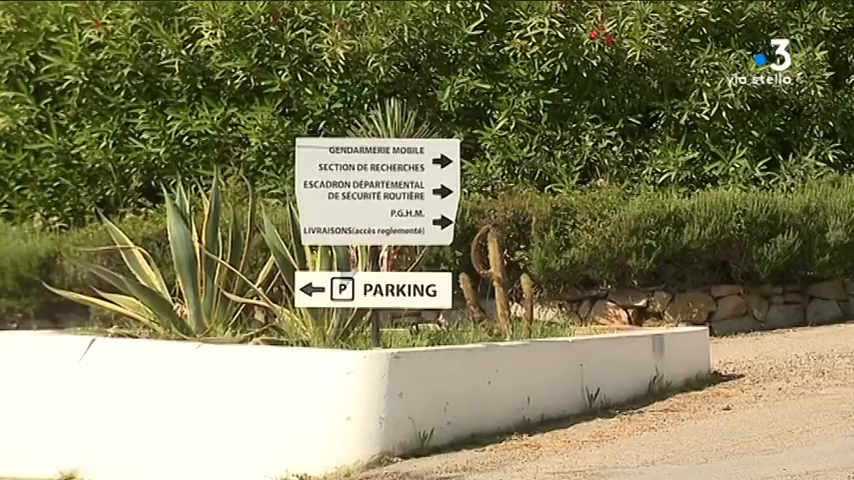 3
via stella
GENDARMERIE MOBILE
SECTION DE RECHERCHES
ESCADRON DÉPARTEMENTAL
DE SÉCURITÉ ROUTIÈRE
P.G.H.M.
LIVRAISONS(accès reglementé)
P PARKING